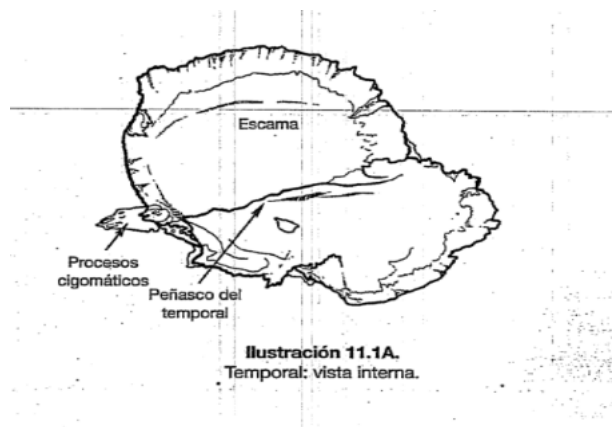 Escama
Procesos
cigomáticos
Peñasco del
temporal
Ilustración 11.1A.
Temporal: vista interna.